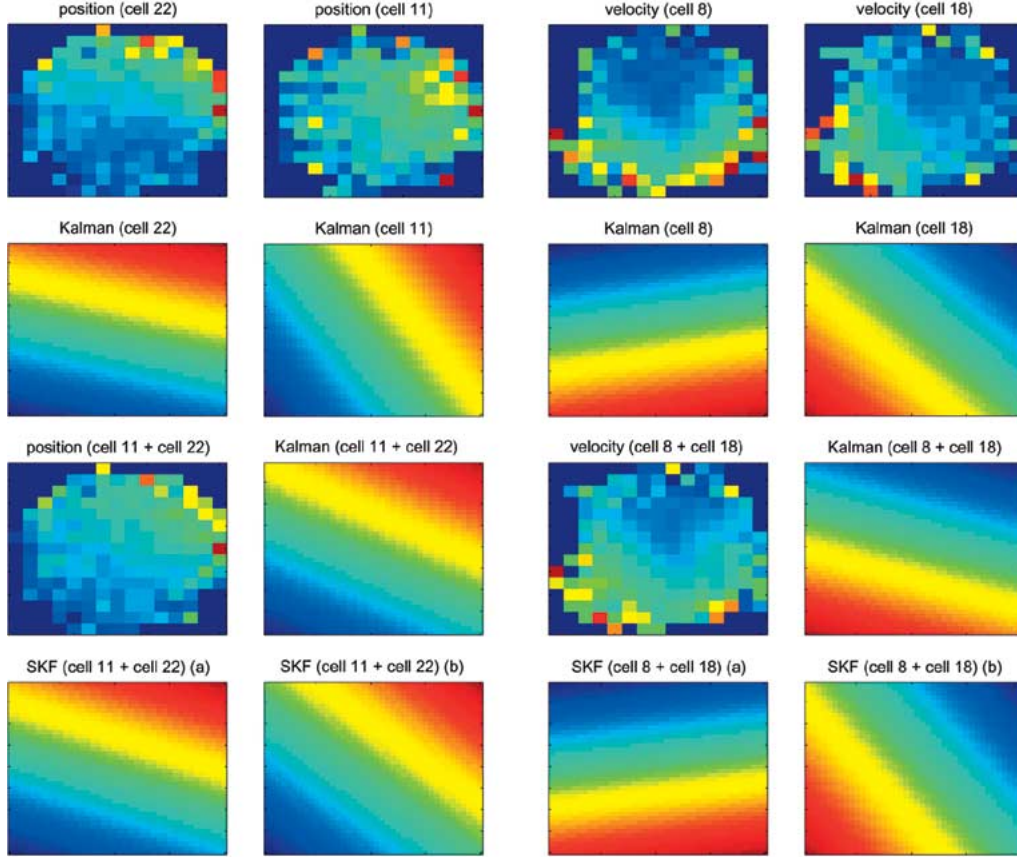 position (cell 22)
position (cell 11)
velocity (cell 8)
velocity (cell 18)
Kalman (cell 22)
Kalman (cell 11)
Kalman (cell 8)
Kalman (cell 18)
position (cell 11 + cell 22)
Kalman (cell 11 + cell 22)
velocity (cell 8 + cell 18)
Kalman (cell 8 + cell 18)
SKF (cell 11 + cell 22) (a)
SKF (cell 11 + cell 22) (b)
SKF (cell 8 + cell 18) (a)
SKF (cell 8 + cell 18) (b)